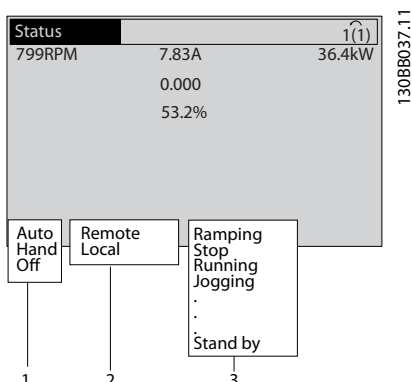 Status 1(1)
799RPM 7.83A 36.4kW
0.000
53.2%
Auto
Hand
Off
Remote
Local
Ramping
Stop
Running
Jogging
.
.
.
Stand by
1 2 3
130BB037.11